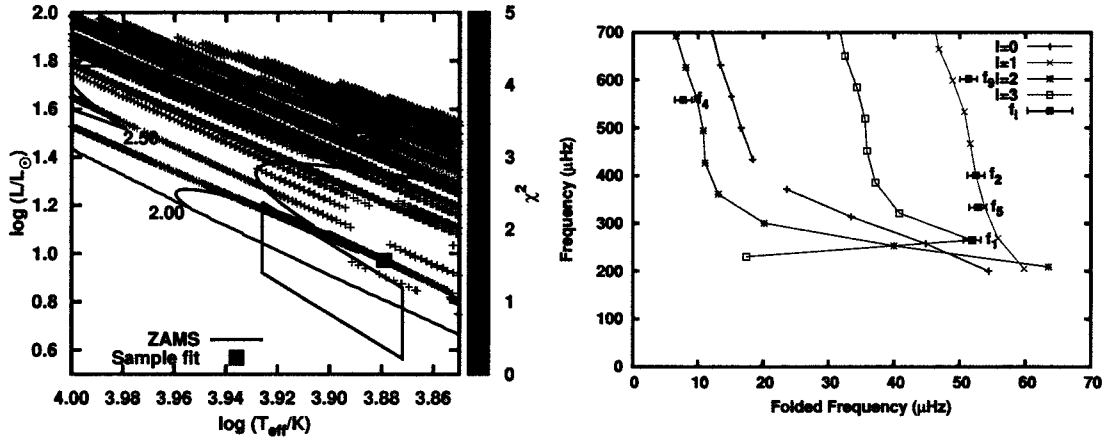 2.0
1.8
1.6
1.4
1.2
1.0
0.8
0.6
log (L/L⊙)
2.50
2.00
ZAMS
Sample fit
4.00 3.98 3.96 3.94 3.92 3.90 3.88 3.86
log (T_eff/K)
5
4
3
2
1
0
χ²
700
600
500
400
300
200
100
0
Frequency (μHz)
l=0
l=1
f₉ l=2
l=3
f₄ fᵢ
f₂
f₅
f₁
0 10 20 30 40 50 60 70
Folded Frequency (μHz)